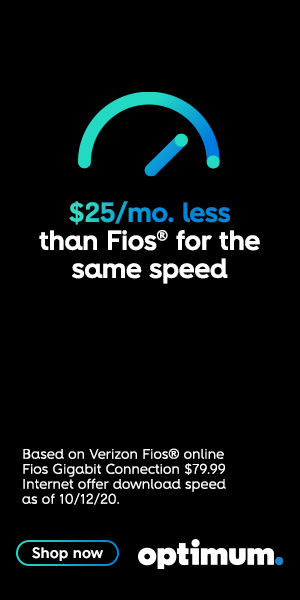 $25/mo. less
than Fios® for the
same speed
Based on Verizon Fios® online
Fios Gigabit Connection $79.99
Internet offer download speed
as of 10/12/20.
Shop now
optimum.